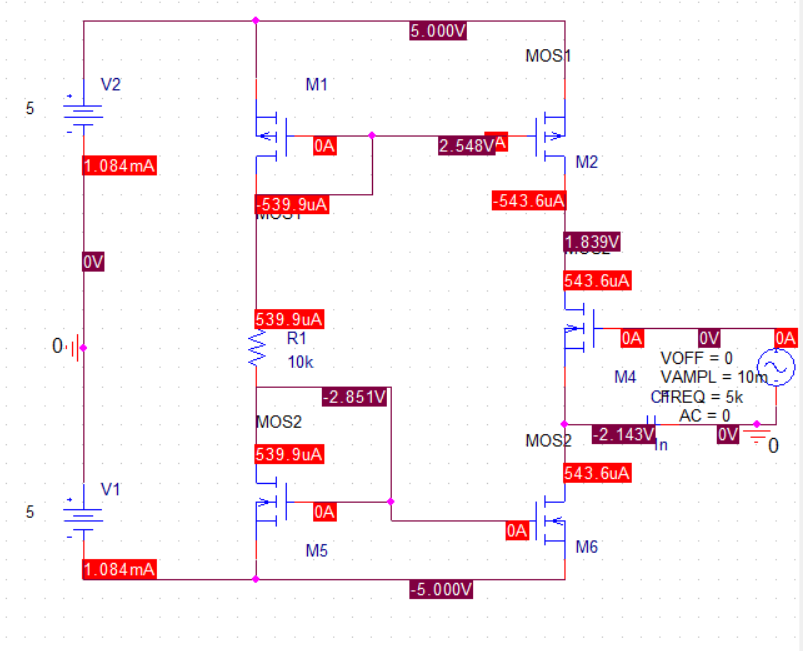 5.000V
MOS1
V2
M1
5
0A
2.548V
A
M2
1.084mA
-539.9uA
MOS1
-543.6uA
1.839V
MOS2
0V
543.6uA
539.9uA
R1
10k
0
0A
0V
0A
VOFF = 0
M4
VAMPL = 10m
FREQ = 5k
AC = 0
-2.851V
MOS2
MOS2
-2.143V
1n
0V
0
539.9uA
543.6uA
V1
5
0A
0A
M5
M6
1.084mA
-5.000V